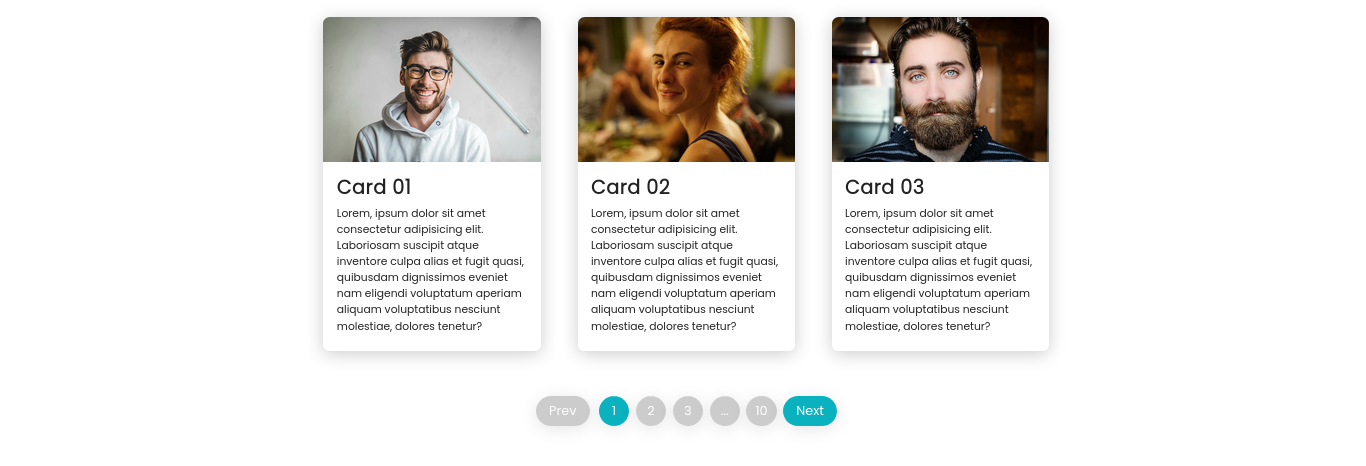 Card 01
Lorem, ipsum dolor sit amet
consectetur adipisicing elit.
Laboriosam suscipit atque
inventore culpa alias et fugit quasi,
quibusdam dignissimos eveniet
nam eligendi voluptatum aperiam
aliquam voluptatibus nesciunt
molestiae, dolores tenetur?
Card 02
Lorem, ipsum dolor sit amet
consectetur adipisicing elit.
Laboriosam suscipit atque
inventore culpa alias et fugit quasi,
quibusdam dignissimos eveniet
nam eligendi voluptatum aperiam
aliquam voluptatibus nesciunt
molestiae, dolores tenetur?
Card 03
Lorem, ipsum dolor sit amet
consectetur adipisicing elit.
Laboriosam suscipit atque
inventore culpa alias et fugit quasi,
quibusdam dignissimos eveniet
nam eligendi voluptatum aperiam
aliquam voluptatibus nesciunt
molestiae, dolores tenetur?
Prev 1 2 3 ... 10 Next